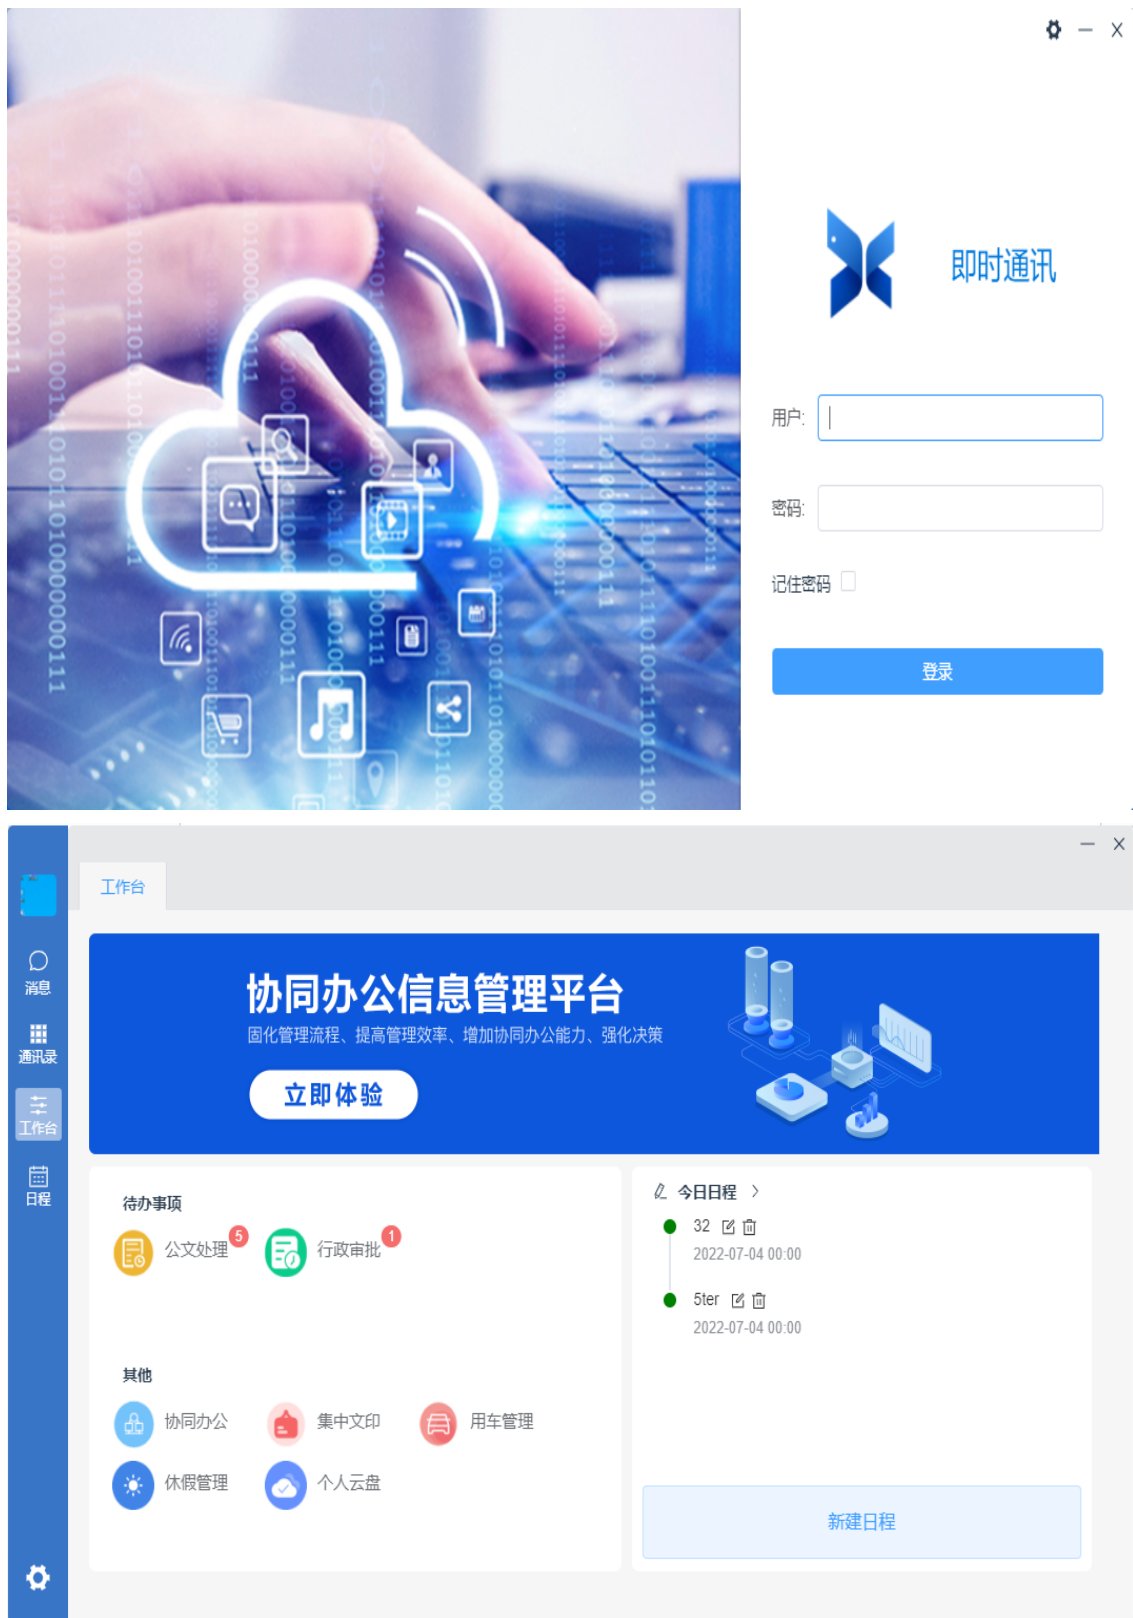 即时通讯
用户:
密码:
记住密码
登录
工作台
消息
通讯录
工作台
日程
协同办公信息管理平台
固化管理流程、提高管理效率、增加协同办公能力、强化决策
立即体验
待办事项
公文处理 5 行政审批 1
其他
协同办公 集中文印 用车管理
休假管理 个人云盘
今日日程
32
2022-07-04 00:00
5ter
2022-07-04 00:00
新建日程